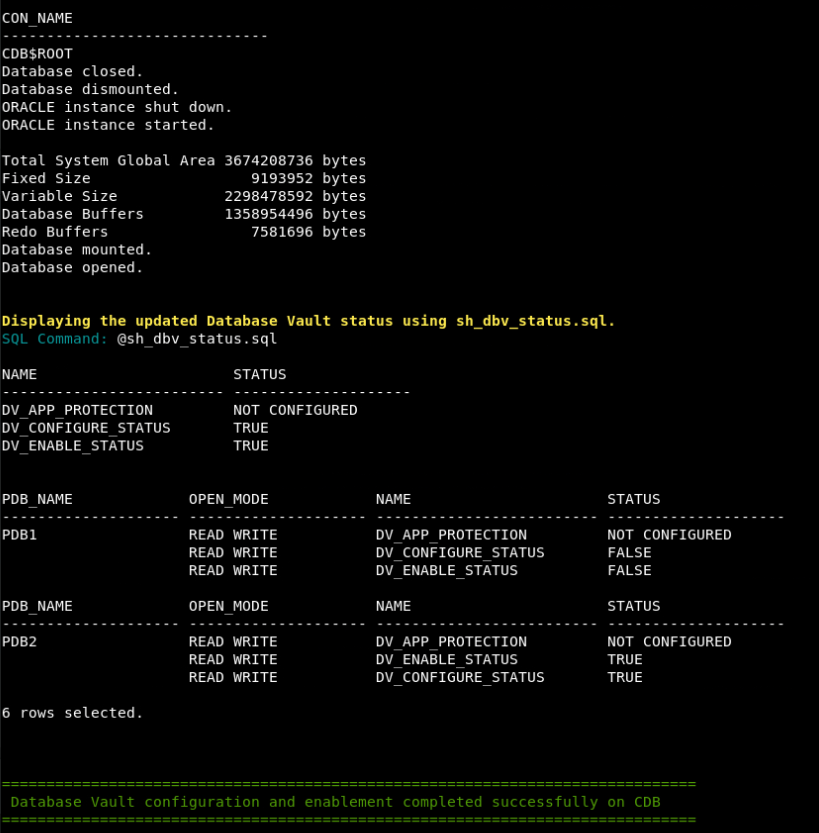 CON_NAME
------------------------------
CDB$ROOT
Database closed.
Database dismounted.
ORACLE instance shut down.
ORACLE instance started.
Total System Global Area 3674208736 bytes
Fixed Size                  9193952 bytes
Variable Size            2298478592 bytes
Database Buffers         1358954496 bytes
Redo Buffers                7581696 bytes
Database mounted.
Database opened.
Displaying the updated Database Vault status using sh_dbv_status.sql.
SQL Command: @sh_dbv_status.sql
NAME                      STATUS
------------------------- --------------------
DV_APP_PROTECTION         NOT CONFIGURED
DV_CONFIGURE_STATUS       TRUE
DV_ENABLE_STATUS          TRUE
PDB_NAME             OPEN_MODE            NAME                      STATUS
-------------------- -------------------- ------------------------- --------------------
PDB1                 READ WRITE           DV_APP_PROTECTION         NOT CONFIGURED
                     READ WRITE           DV_CONFIGURE_STATUS       FALSE
                     READ WRITE           DV_ENABLE_STATUS          FALSE
PDB_NAME             OPEN_MODE            NAME                      STATUS
-------------------- -------------------- ------------------------- --------------------
PDB2                 READ WRITE           DV_APP_PROTECTION         NOT CONFIGURED
                     READ WRITE           DV_ENABLE_STATUS          TRUE
                     READ WRITE           DV_CONFIGURE_STATUS       TRUE
6 rows selected.
==============================================================================
 Database Vault configuration and enablement completed successfully on CDB
==============================================================================